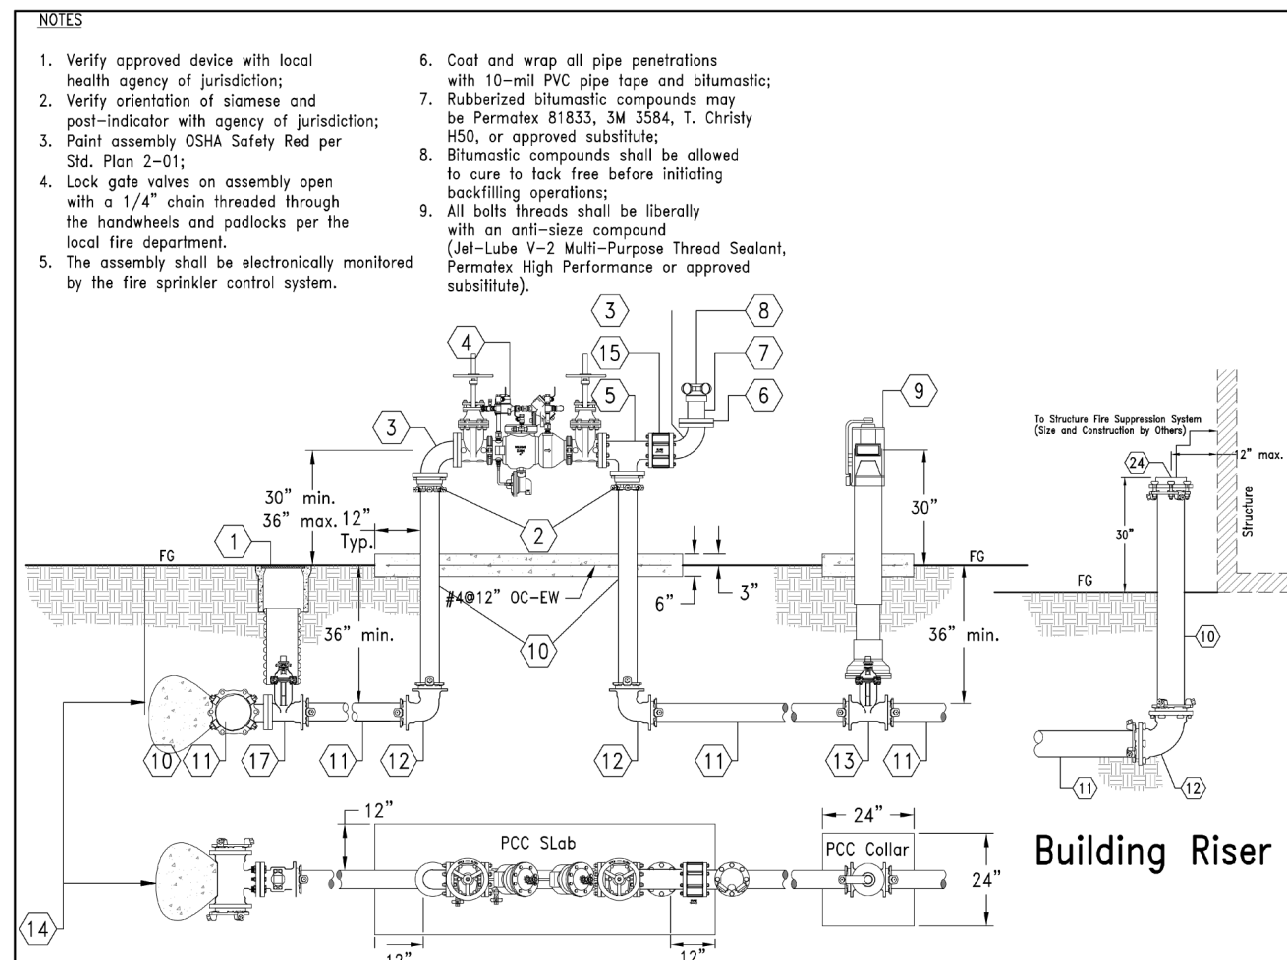 NOTES
1. Verify approved device with local
health agency of jurisdiction;
2. Verify orientation of siamese and
post-indicator with agency of jurisdiction;
3. Paint assembly OSHA Safety Red per
Std. Plan 2-01;
4. Lock gate valves on assembly open
with a 1/4" chain threaded through
the handwheels and padlocks per the
local fire department.
5. The assembly shall be electronically monitored
by the fire sprinkler control system.
6. Coat and wrap all pipe penetrations
with 10-mil PVC pipe tape and bitumastic;
7. Rubberized bitumastic compounds may
be Permatex 81833, 3M 3584, T. Christy
H50, or approved substitute;
8. Bitumastic compounds shall be allowed
to cure to tack free before initiating
backfilling operations;
9. All bolts threads shall be liberally
with an anti-sieze compound
(Jet-Lube V-2 Multi-Purpose Thread Sealant,
Permatex High Performance or approved
subsititute).
3
8
4
15
7
9
5
6
3
To Structure Fire Suppression System
(Size and Construction by Others)
24
12" max.
30" min.
36" max.
12"
Typ.
30"
Structure
30"
1
2
FG
FG
FG
#4@12" OC-EW
6"
3"
36" min.
36" min.
10
10
14
10
11
17
11
12
12
11
13
11
11
12
12"
PCC SLab
24"
PCC Collar
24"
Building Riser
12"
12"